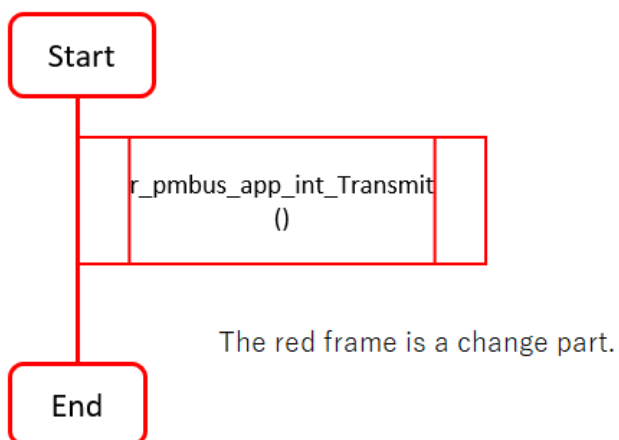 Start
r_pmbus_app_int_Transmit
()
The red frame is a change part.
End